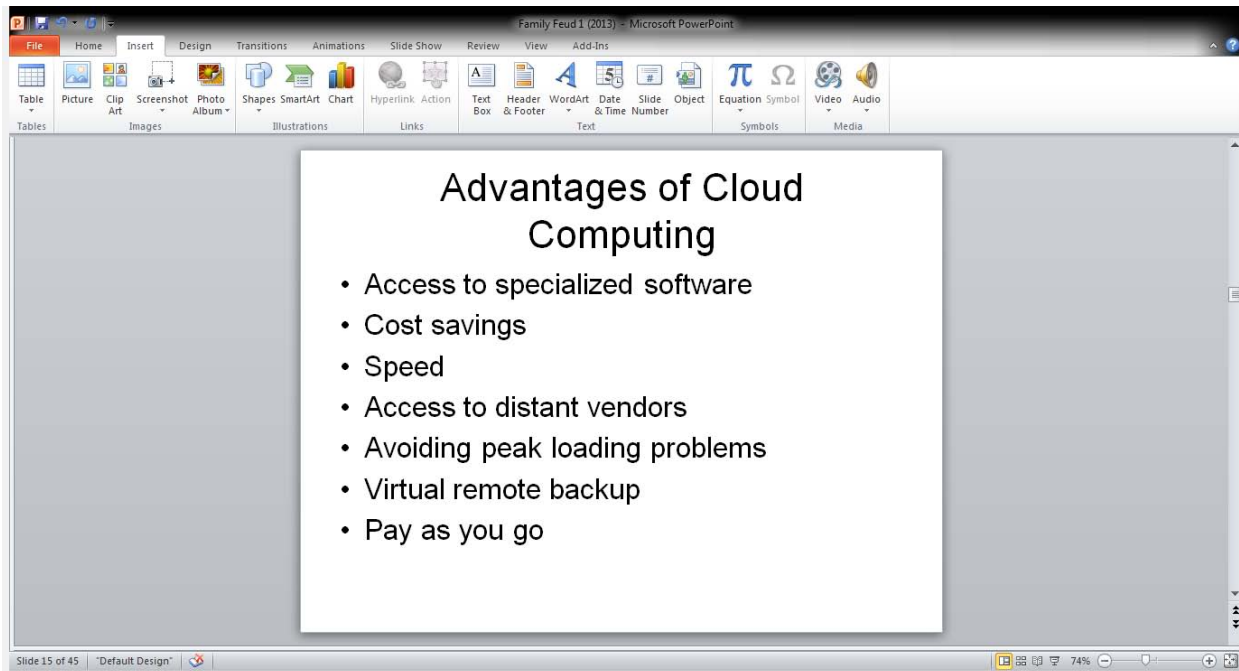 Family Feud 1 (2013) - Microsoft PowerPoint
File Home Insert Design Transitions Animations Slide Show Review View Add-Ins
Table Picture Clip Art Screenshot Photo Album Shapes SmartArt Chart Hyperlink Action Text Box Header & Footer WordArt Date & Time Slide Number Object Equation Symbol Video Audio
Tables Images Illustrations Links Text Symbols Media
Advantages of Cloud
Computing
• Access to specialized software
• Cost savings
• Speed
• Access to distant vendors
• Avoiding peak loading problems
• Virtual remote backup
• Pay as you go
Slide 15 of 45 "Default Design" 74%